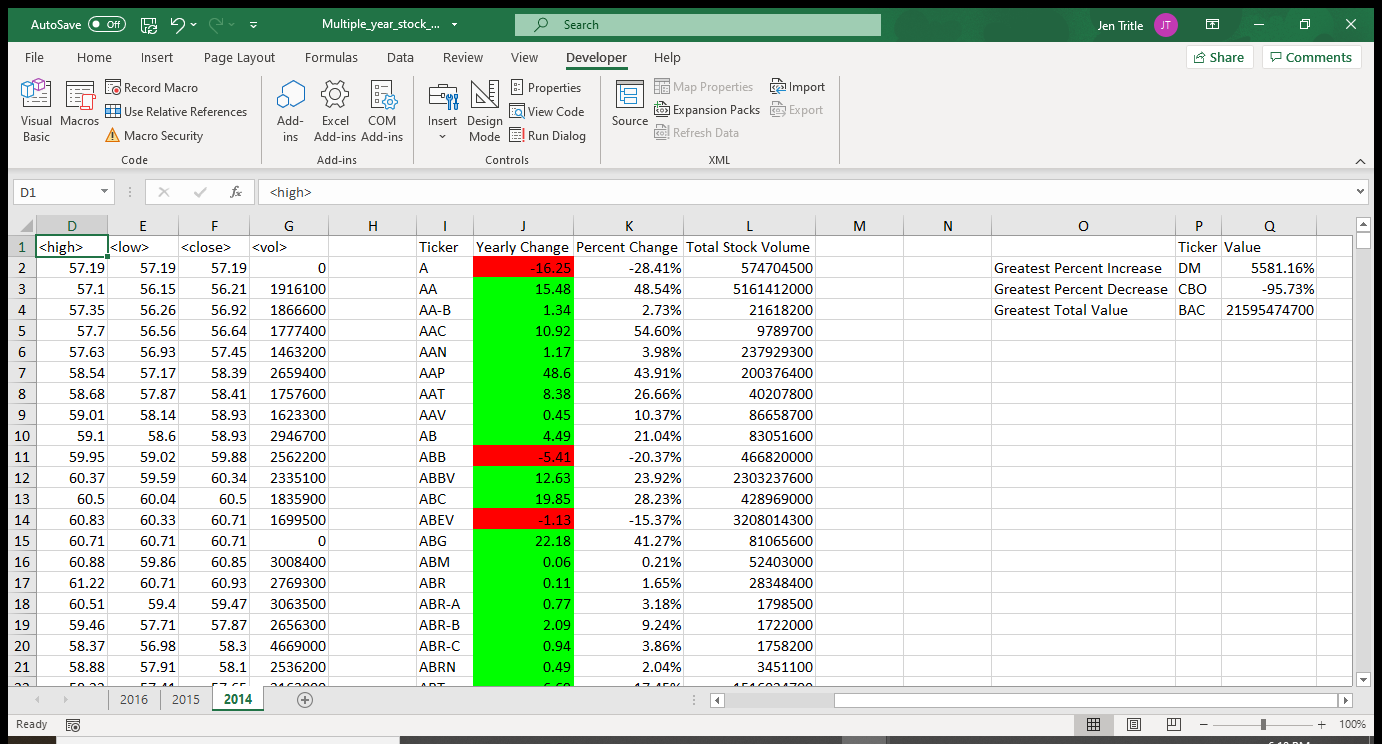 AutoSave Off Multiple_year_stock_... Search Jen Tritle JT
File Home Insert Page Layout Formulas Data Review View Developer Help Share Comments
Visual Basic
Macros
Record Macro
Use Relative References
Macro Security
Code
Add-ins
Excel Add-ins
COM Add-ins
Add-ins
Insert
Design Mode
Properties
View Code
Run Dialog
Controls
Source
Map Properties
Expansion Packs
Refresh Data
Import
Export
XML
D1 fx <high>
D E F G H I J K L M N O P Q
1 <high> <low> <close> <vol> Ticker Yearly Change Percent Change Total Stock Volume Ticker Value
2 57.19 57.19 57.19 0 A -16.25 -28.41% 574704500 Greatest Percent Increase DM 5581.16%
3 57.1 56.15 56.21 1916100 AA 15.48 48.54% 5161412000 Greatest Percent Decrease CBO -95.73%
4 57.35 56.26 56.92 1866600 AA-B 1.34 2.73% 21618200 Greatest Total Value BAC 21595474700
5 57.7 56.56 56.64 1777400 AAC 10.92 54.60% 9789700
6 57.63 56.93 57.45 1463200 AAN 1.17 3.98% 237929300
7 58.54 57.17 58.39 2659400 AAP 48.6 43.91% 200376400
8 58.68 57.87 58.41 1757600 AAT 8.38 26.66% 40207800
9 59.01 58.14 58.93 1623300 AAV 0.45 10.37% 86658700
10 59.1 58.6 58.93 2946700 AB 4.49 21.04% 83051600
11 59.95 59.02 59.88 2562200 ABB -5.41 -20.37% 466820000
12 60.37 59.59 60.34 2335100 ABBV 12.63 23.92% 2303237600
13 60.5 60.04 60.5 1835900 ABC 19.85 28.23% 428969000
14 60.83 60.33 60.71 1699500 ABEV -1.13 -15.37% 3208014300
15 60.71 60.71 60.71 0 ABG 22.18 41.27% 81065600
16 60.88 59.86 60.85 3008400 ABM 0.06 0.21% 52403000
17 61.22 60.71 60.93 2769300 ABR 0.11 1.65% 28348400
18 60.51 59.4 59.47 3063500 ABR-A 0.77 3.18% 1798500
19 59.46 57.71 57.87 2656300 ABR-B 2.09 9.24% 1722000
20 58.37 56.98 58.3 4669000 ABR-C 0.94 3.86% 1758200
21 58.88 57.91 58.1 2536200 ABRN 0.49 2.04% 3451100
2016 2015 2014
Ready 100%